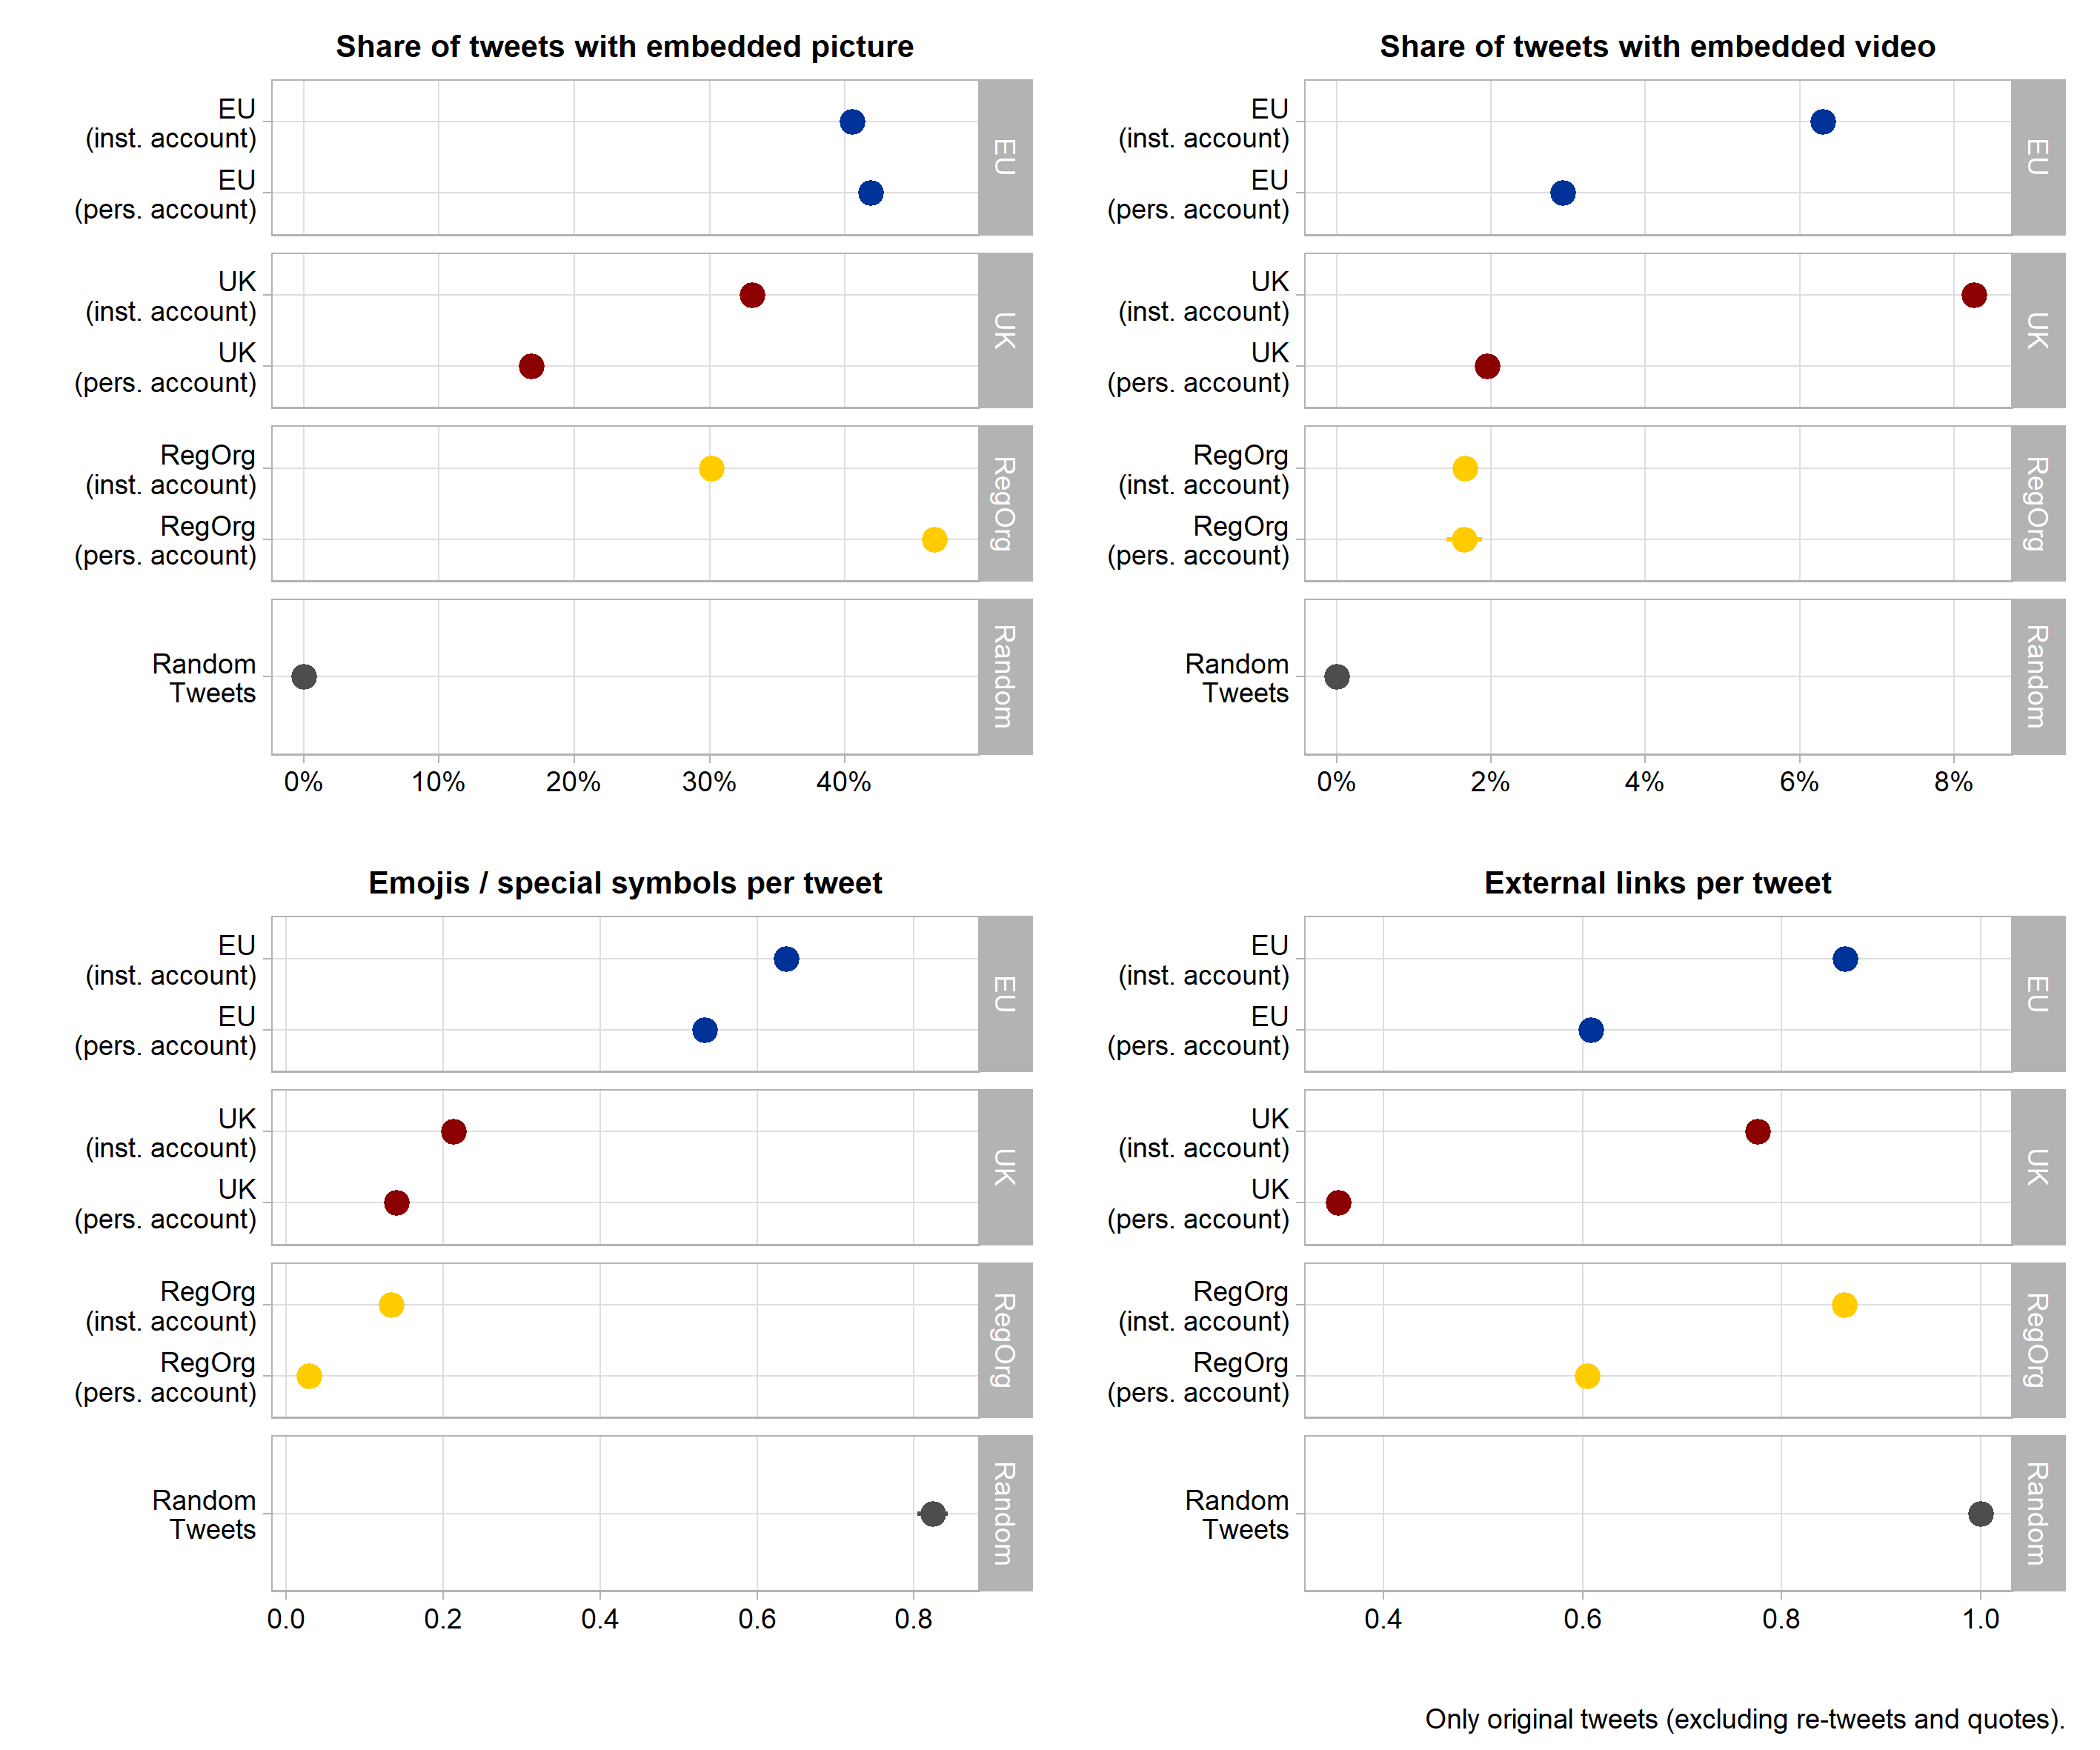 Share of tweets with embedded picture
EU
(inst. account)
EU
(pers. account)
EU
UK
(inst. account)
UK
(pers. account)
UK
RegOrg
(inst. account)
RegOrg
(pers. account)
RegOrg
Random
Tweets
Random
0% 10% 20% 30% 40%
Share of tweets with embedded video
EU
(inst. account)
EU
(pers. account)
EU
UK
(inst. account)
UK
(pers. account)
UK
RegOrg
(inst. account)
RegOrg
(pers. account)
RegOrg
Random
Tweets
Random
0% 2% 4% 6% 8%
Emojis / special symbols per tweet
EU
(inst. account)
EU
(pers. account)
EU
UK
(inst. account)
UK
(pers. account)
UK
RegOrg
(inst. account)
RegOrg
(pers. account)
RegOrg
Random
Tweets
Random
0.0 0.2 0.4 0.6 0.8
External links per tweet
EU
(inst. account)
EU
(pers. account)
EU
UK
(inst. account)
UK
(pers. account)
UK
RegOrg
(inst. account)
RegOrg
(pers. account)
RegOrg
Random
Tweets
Random
0.4 0.6 0.8 1.0
Only original tweets (excluding re-tweets and quotes).